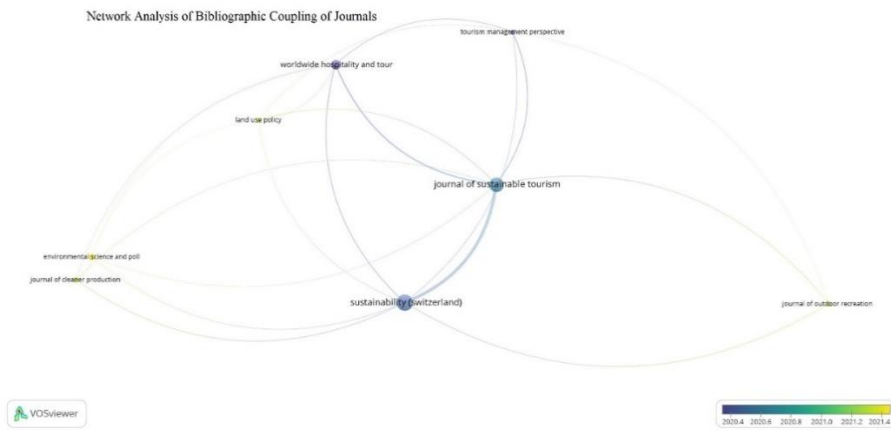 Network Analysis of Bibliographic Coupling of Journals
tourism management perspective
worldwide hospitality and tour
land use policy
journal of sustainable tourism
environmental science and poll
journal of cleaner production
sustainability (switzerland)
journal of outdoor recreation
VOSviewer
2020.4 2020.6 2020.8 2021.0 2021.2 2021.4